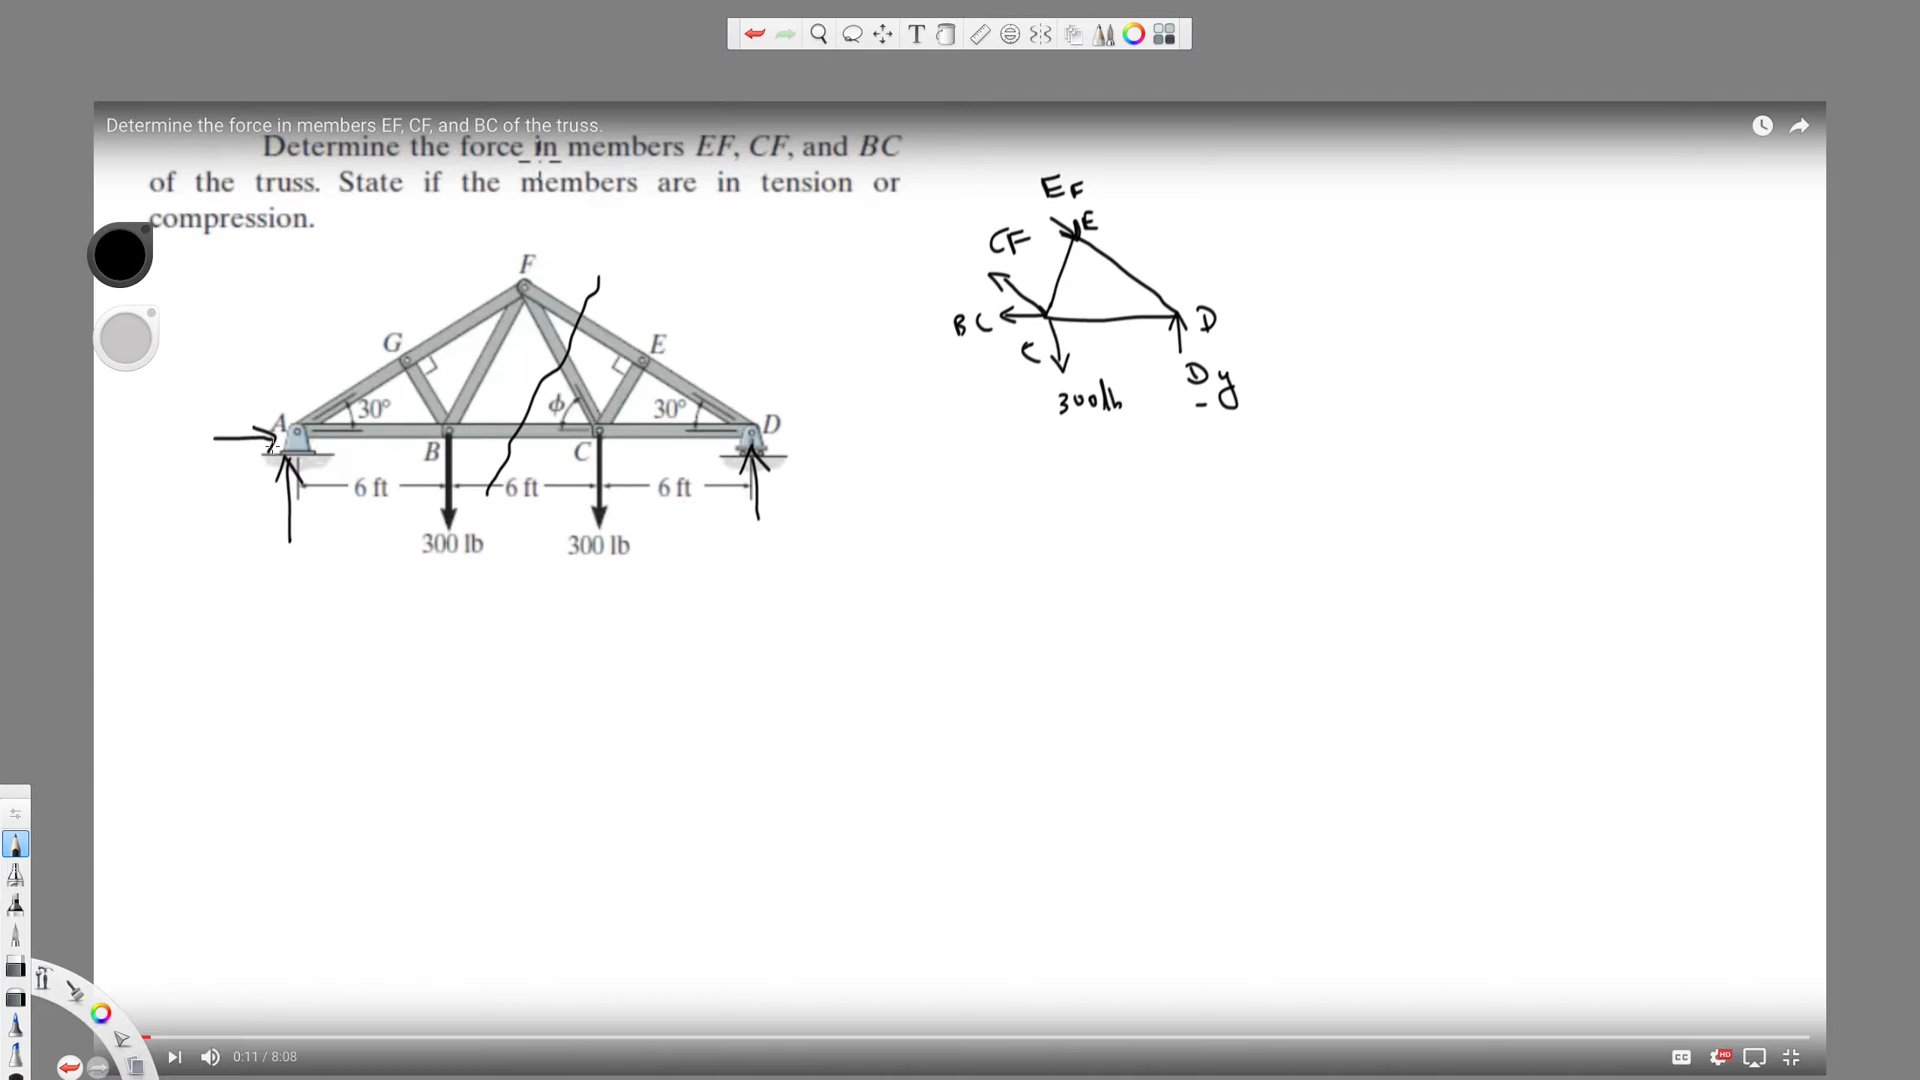 Determine the force in members EF, CF, and BC of the truss.
Determine the force in members EF, CF, and BC
of the truss. State if the members are in tension or
compression.
F
G
E
A
30°
ϕ
30°
D
B
C
6 ft
6 ft
6 ft
300 lb
300 lb
EF
E
CF
BC
C
D
Dy
300lb
T
0:11 / 8:08
CC
HD